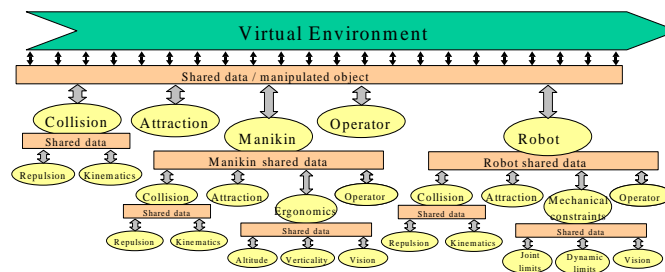 Virtual Environment
Shared data / manipulated object
Collision
Attraction
Manikin
Operator
Robot
Shared data
Repulsion
Kinematics
Manikin shared data
Robot shared data
Collision
Attraction
Ergonomics
Operator
Collision
Attraction
Mechanical
constraints
Operator
Shared data
Repulsion
Kinematics
Shared data
Altitude
Verticality
Vision
Shared data
Repulsion
Kinematics
Shared data
Joint
limits
Dynamic
limits
Vision